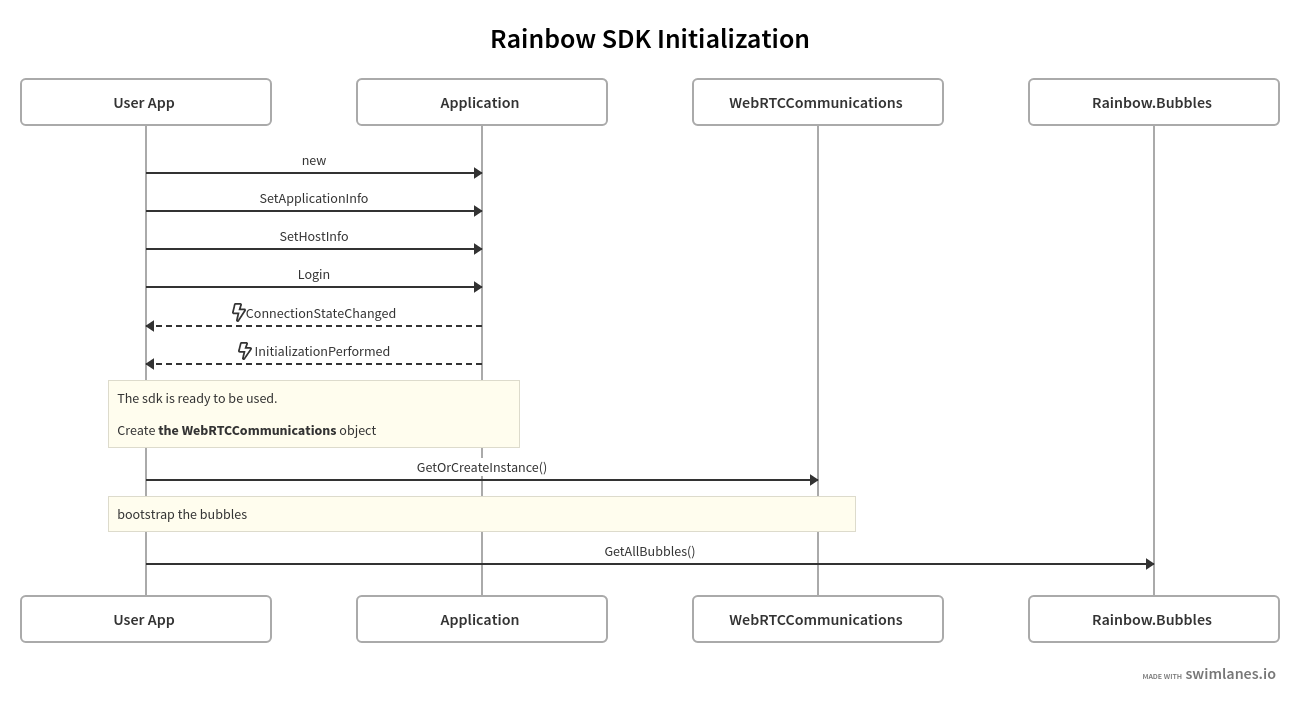 Rainbow SDK Initialization
User App
Application
WebRTCCommunications
Rainbow.Bubbles
new
SetApplicationInfo
SetHostInfo
Login
ConnectionStateChanged
InitializationPerformed
The sdk is ready to be used.
Create the WebRTCCommunications object
GetOrCreateInstance()
bootstrap the bubbles
GetAllBubbles()
User App
Application
WebRTCCommunications
Rainbow.Bubbles
MADE WITH swimlanes.io